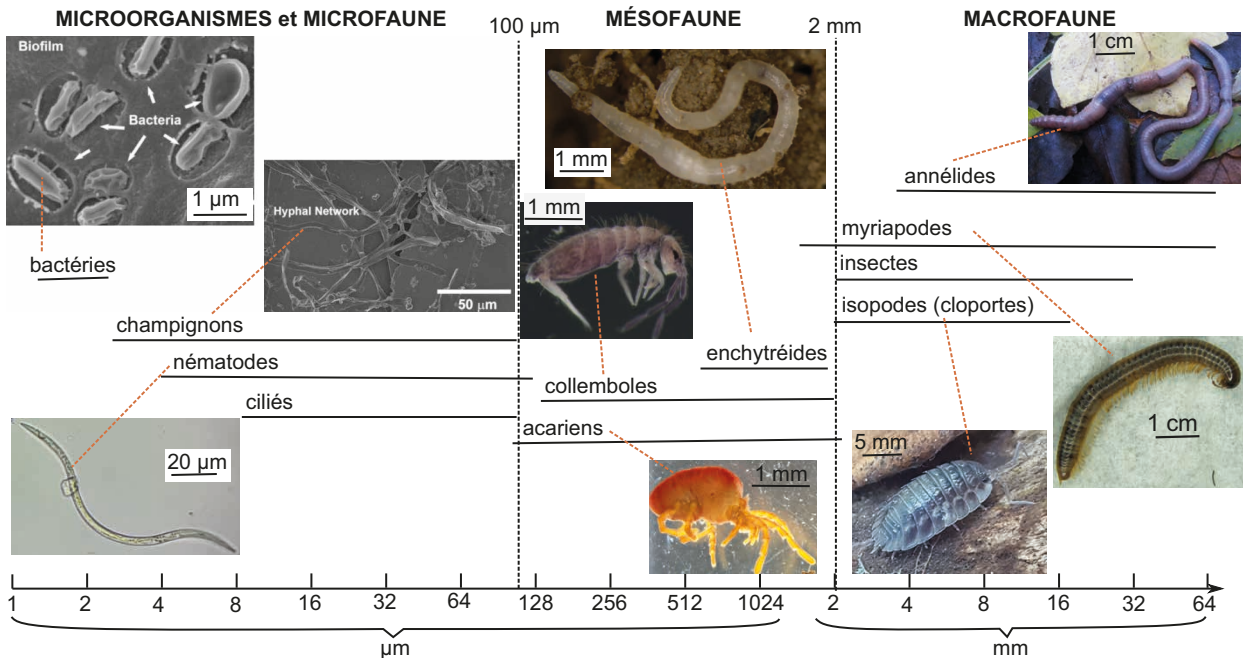 MICROORGANISMES et MICROFAUNE
100 µm
MÉSOFAUNE
2 mm
MACROFAUNE
Biofilm
Bacteria
1 µm
bactéries
Hyphal Network
50 µm
champignons
nématodes
ciliés
20 µm
1 mm
1 mm
enchytréides
collemboles
acariens
1 mm
1 cm
annélides
myriapodes
insectes
isopodes (cloportes)
5 mm
1 cm
1 2 4 8 16 32 64 128 256 512 1024 2 4 8 16 32 64
µm
mm